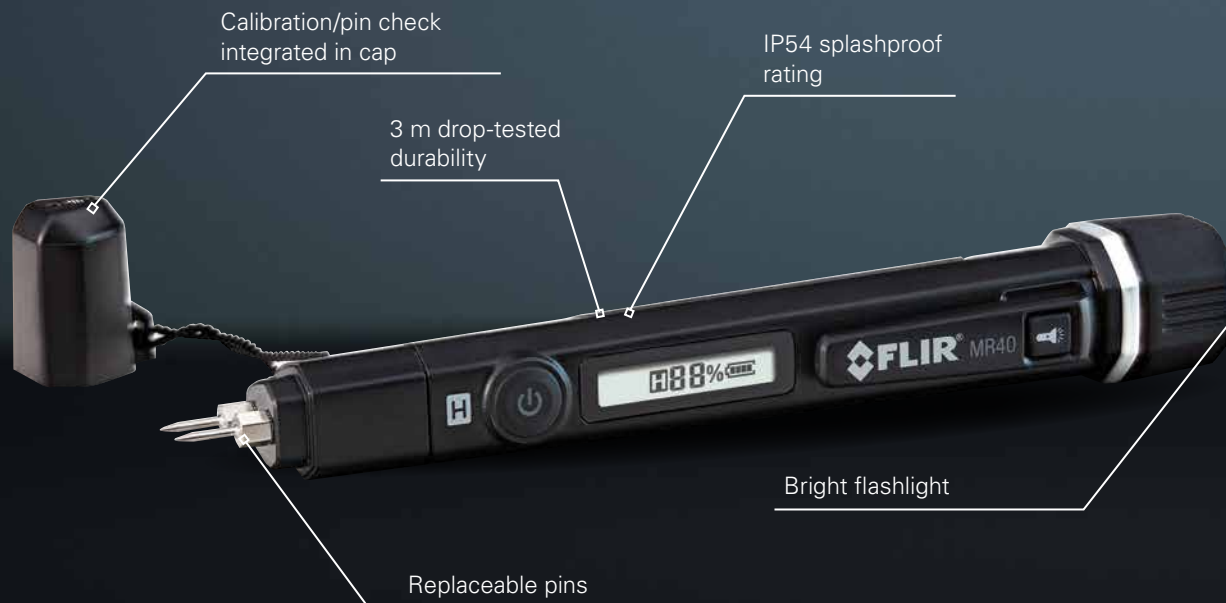 Calibration/pin check
integrated in cap
IP54 splashproof
rating
3 m drop-tested
durability
H
H88%
FLIR® MR40
Bright flashlight
Replaceable pins